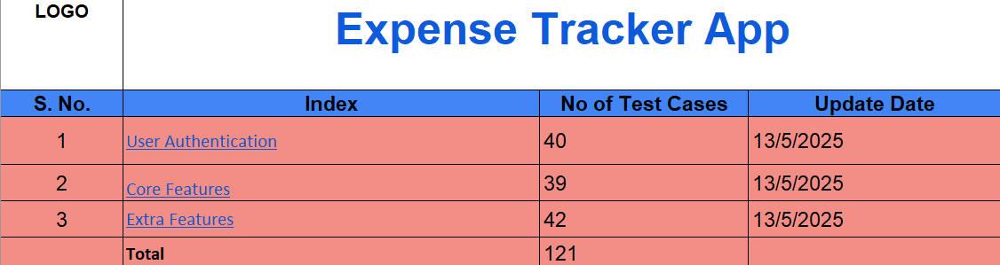 LOGO
Expense Tracker App
S. No. Index No of Test Cases Update Date
1 User Authentication 40 13/5/2025
2 Core Features 39 13/5/2025
3 Extra Features 42 13/5/2025
Total 121